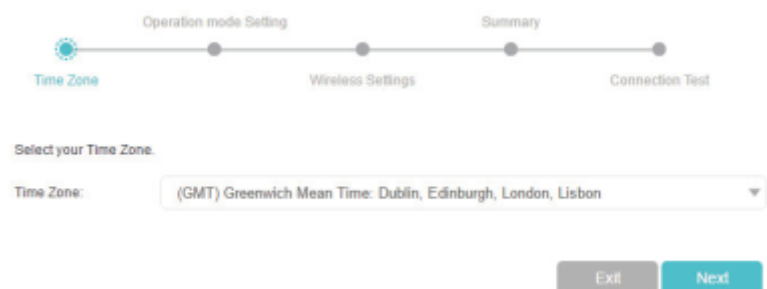 Operation mode Setting
Summary
Time Zone
Wireless Settings
Connection Test
Select your Time Zone.
Time Zone:
(GMT) Greenwich Mean Time: Dublin, Edinburgh, London, Lisbon
Exit
Next